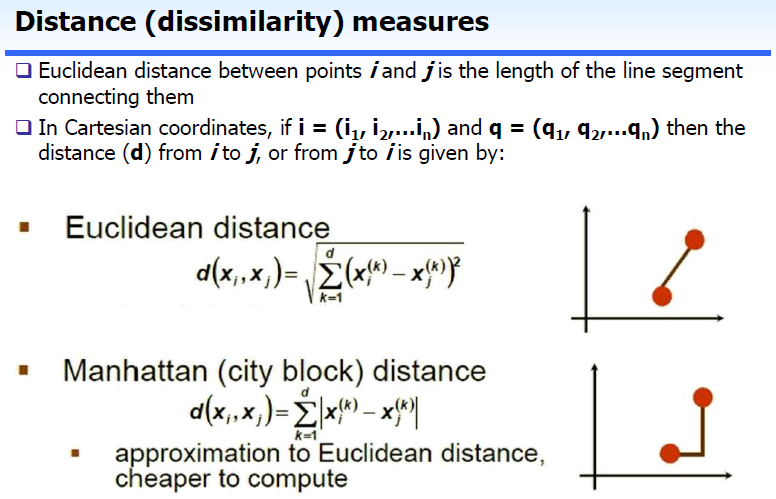 Distance (dissimilarity) measures
❑ Euclidean distance between points i and j is the length of the line segment
connecting them
❑ In Cartesian coordinates, if i = (i₁, i₂,...iₙ) and q = (q₁, q₂,...qₙ) then the
distance (d) from i to j, or from j to i is given by:
▪ Euclidean distance
d(xᵢ, xⱼ) = √(∑_{k=1}^{d} (xᵢ^(k) – xⱼ^(k))²)
▪ Manhattan (city block) distance
d(xᵢ, xⱼ) = ∑_{k=1}^{d} |xᵢ^(k) – xⱼ^(k)|
▪ approximation to Euclidean distance,
cheaper to compute